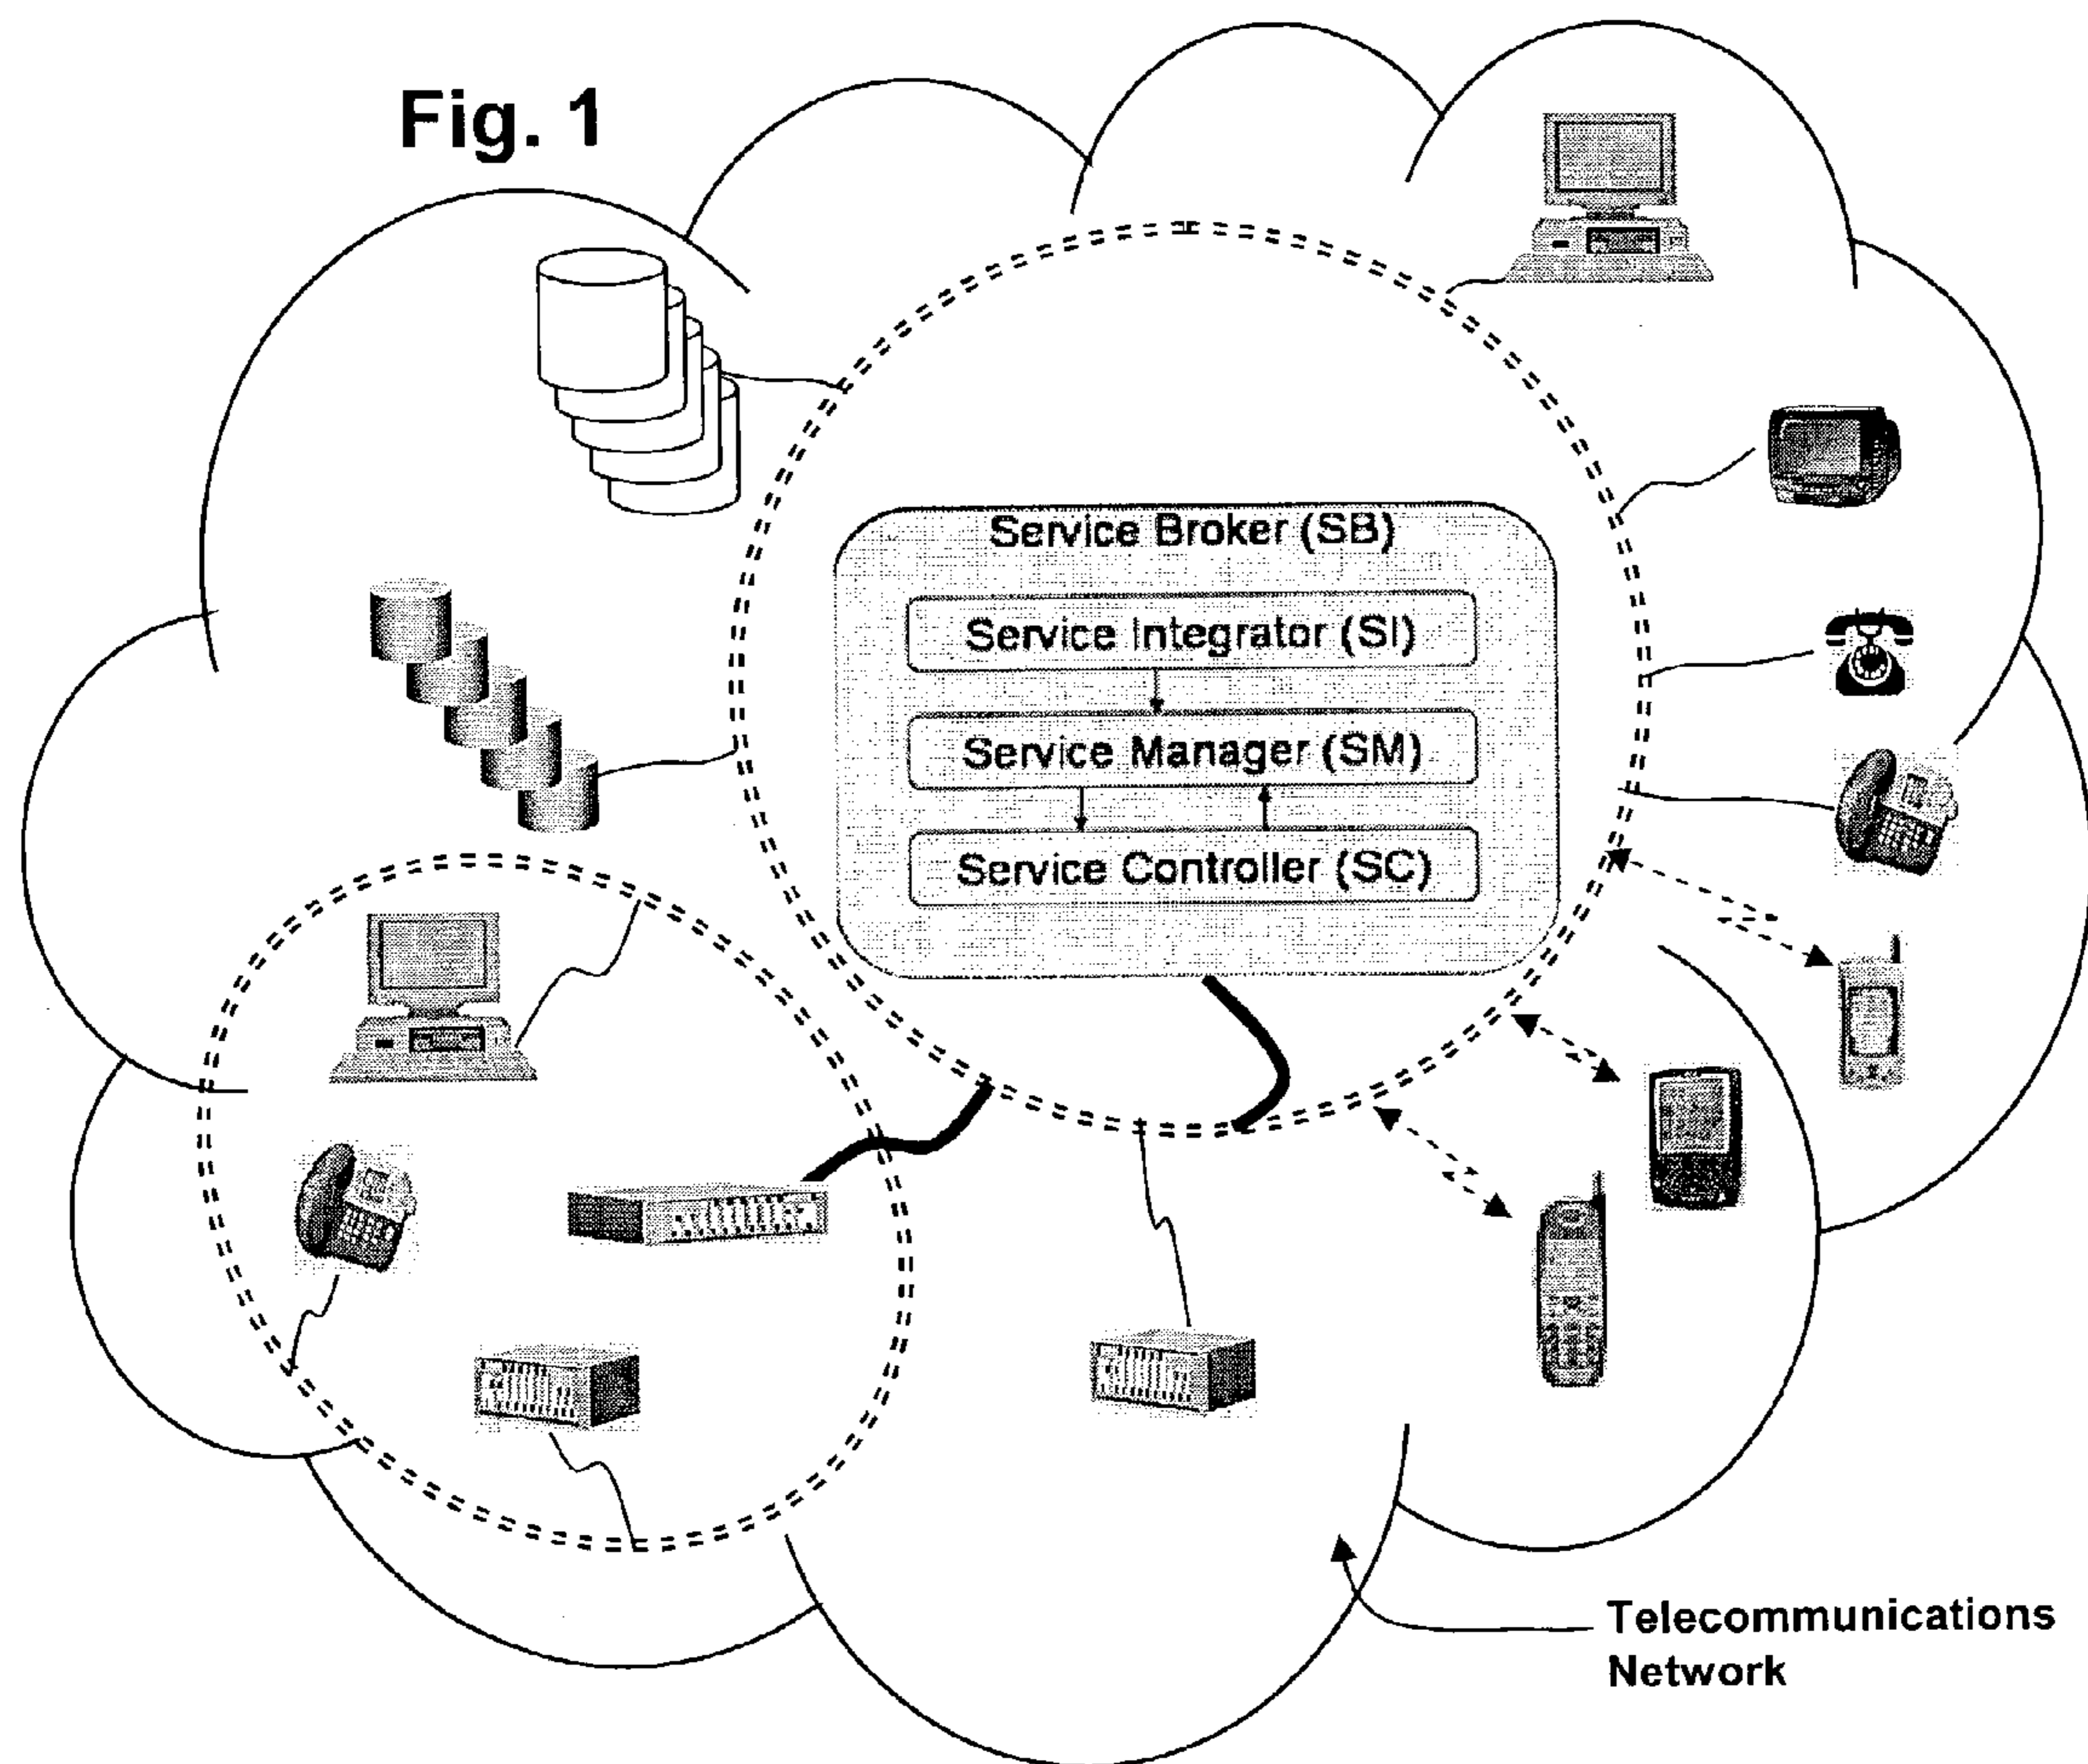 Fig. 1
Service Broker (SB)
Service Integrator (SI)
Service Manager (SM)
Service Controller (SC)
Telecommunications
Network